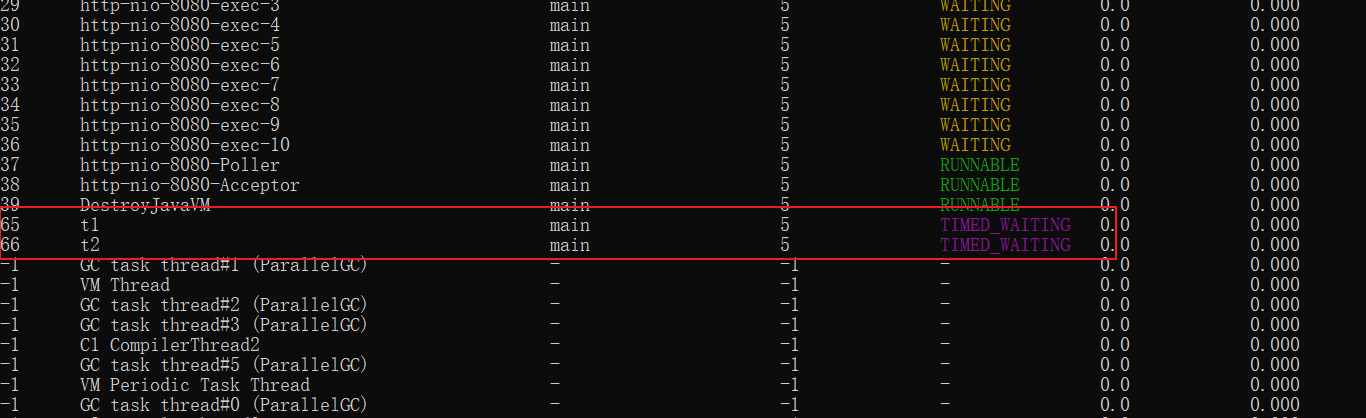 29 http-nio-8080-exec-3 main 5 WAITING 0.0 0.000
30 http-nio-8080-exec-4 main 5 WAITING 0.0 0.000
31 http-nio-8080-exec-5 main 5 WAITING 0.0 0.000
32 http-nio-8080-exec-6 main 5 WAITING 0.0 0.000
33 http-nio-8080-exec-7 main 5 WAITING 0.0 0.000
34 http-nio-8080-exec-8 main 5 WAITING 0.0 0.000
35 http-nio-8080-exec-9 main 5 WAITING 0.0 0.000
36 http-nio-8080-exec-10 main 5 WAITING 0.0 0.000
37 http-nio-8080-Poller main 5 RUNNABLE 0.0 0.000
38 http-nio-8080-Acceptor main 5 RUNNABLE 0.0 0.000
39 DestroyJavaVM main 5 RUNNABLE 0.0 0.000
65 t1 main 5 TIMED_WAITING 0.0 0.000
66 t2 main 5 TIMED_WAITING 0.0 0.000
-1 GC task thread#1 (ParallelGC) - -1 - 0.0 0.000
-1 VM Thread - -1 - 0.0 0.000
-1 GC task thread#2 (ParallelGC) - -1 - 0.0 0.000
-1 GC task thread#3 (ParallelGC) - -1 - 0.0 0.000
-1 C1 CompilerThread2 - -1 - 0.0 0.000
-1 GC task thread#5 (ParallelGC) - -1 - 0.0 0.000
-1 VM Periodic Task Thread - -1 - 0.0 0.000
-1 GC task thread#0 (ParallelGC) - -1 - 0.0 0.000